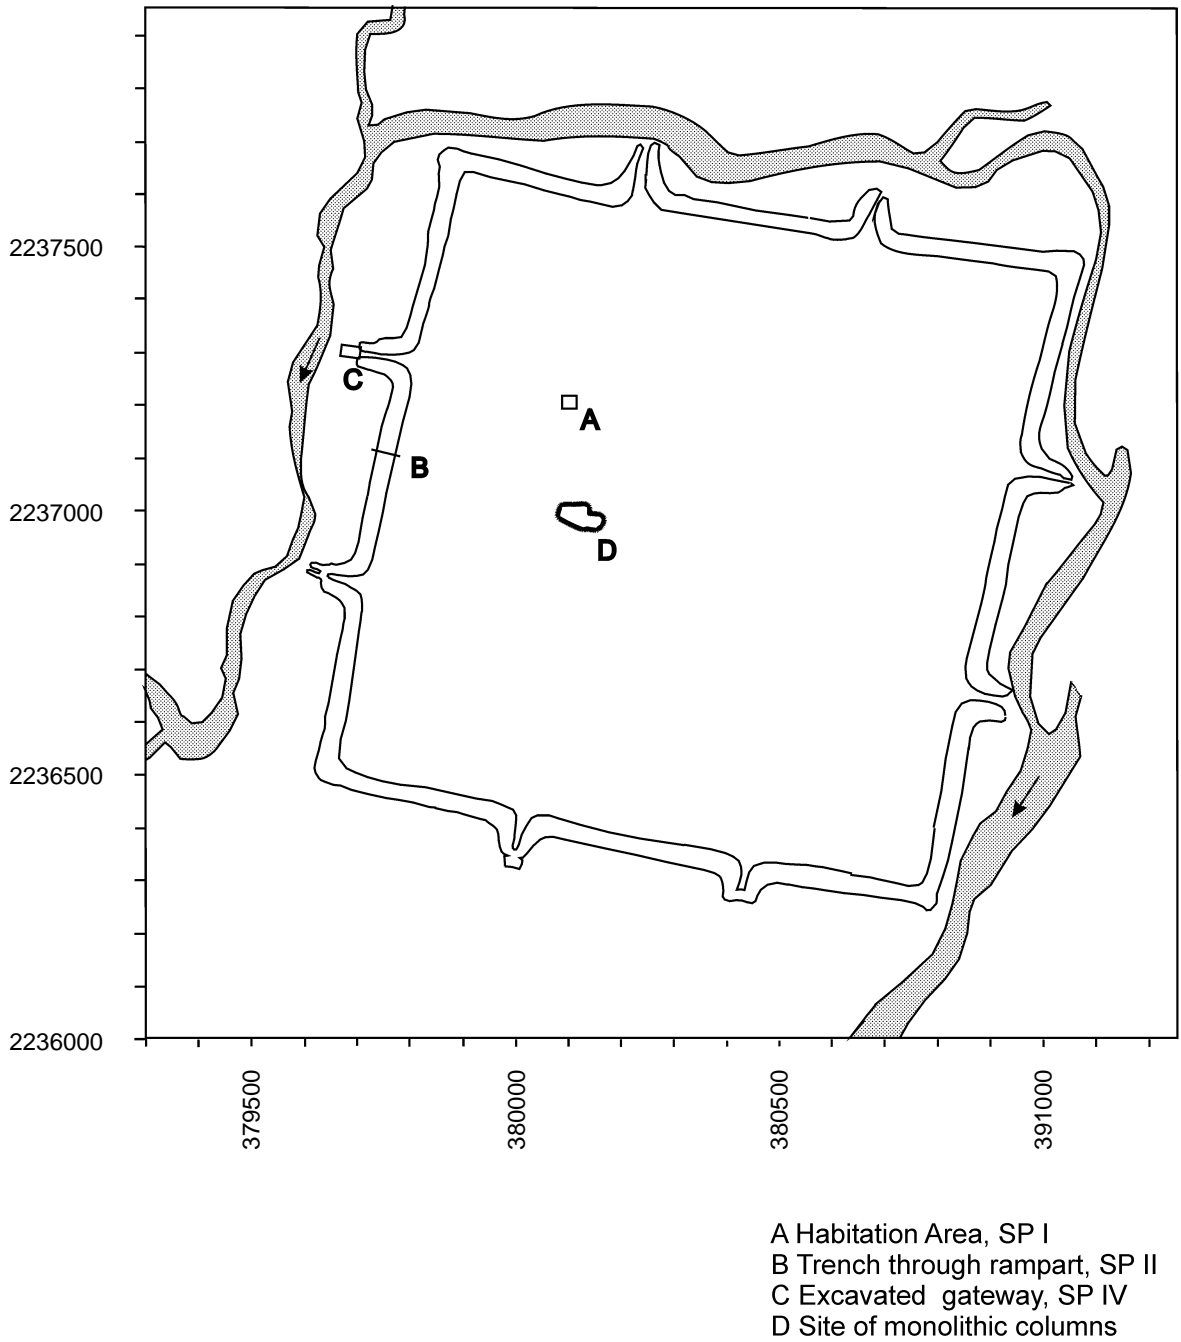 2237500
C
A
B
2237000
D
2236500
2236000
379500
380000
380500
391000
A Habitation Area, SP I
B Trench through rampart, SP II
C Excavated gateway, SP IV
D Site of monolithic columns